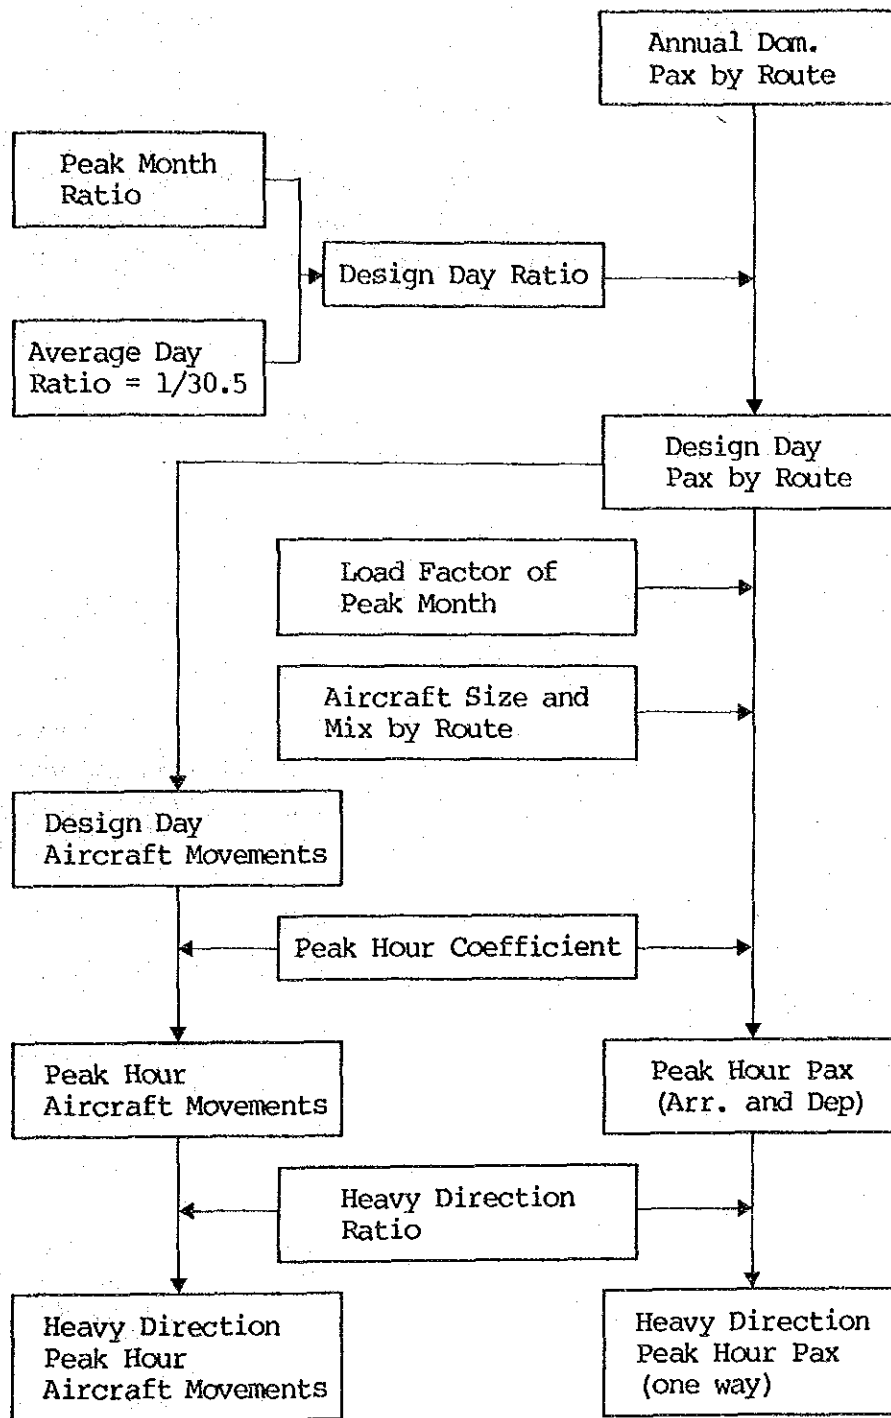 Annual Dom.
Pax by Route
Peak Month
Ratio
Design Day Ratio
Average Day
Ratio = 1/30.5
Design Day
Pax by Route
Load Factor of
Peak Month
Aircraft Size and
Mix by Route
Design Day
Aircraft Movements
Peak Hour Coefficient
Peak Hour
Aircraft Movements
Peak Hour Pax
(Arr. and Dep)
Heavy Direction
Ratio
Heavy Direction
Peak Hour
Aircraft Movements
Heavy Direction
Peak Hour Pax
(one way)